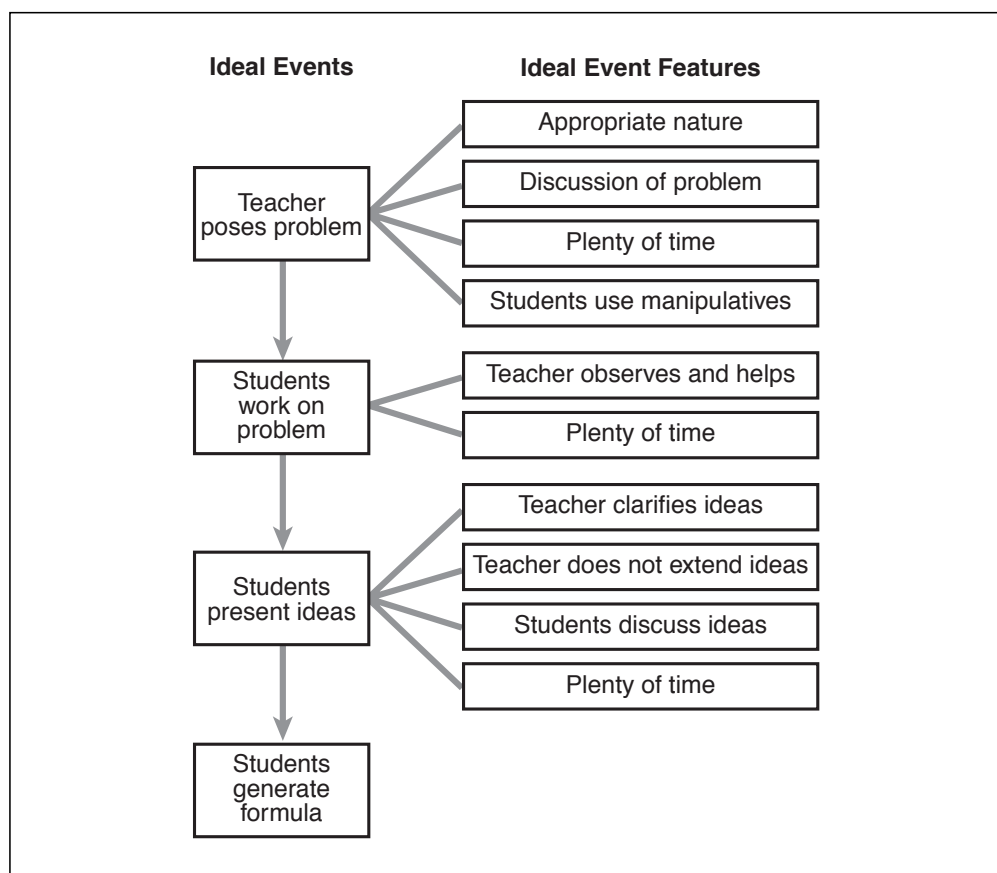 Ideal Events
Ideal Event Features
Appropriate nature
Discussion of problem
Teacher
poses problem
Plenty of time
Students use manipulatives
Students
work on
problem
Teacher observes and helps
Plenty of time
Teacher clarifies ideas
Teacher does not extend ideas
Students
present ideas
Students discuss ideas
Plenty of time
Students
generate
formula